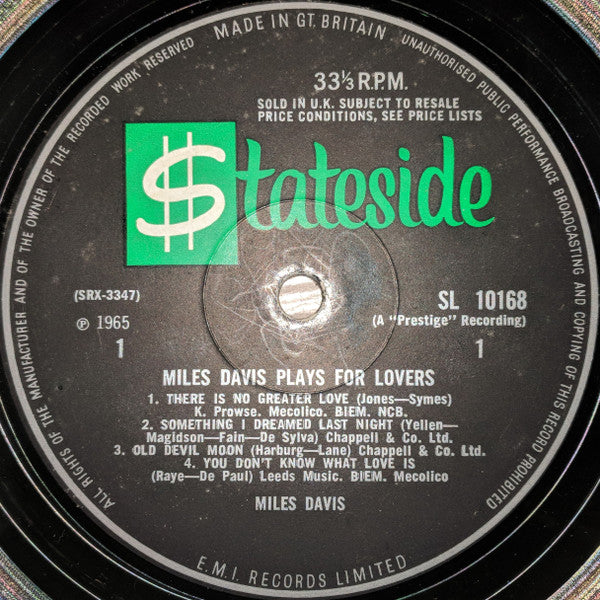 MADE IN GT. BRITAIN
UNAUTHORISED PUBLIC PERFORMANCE BROADCASTING AND COPYING OF THIS RECORD PROHIBITED
ALL RIGHTS OF THE MANUFACTURER AND OF THE OWNER OF THE RECORDED WORK RESERVED
33⅓ R.P.M.
SOLD IN U.K. SUBJECT TO RESALE
PRICE CONDITIONS, SEE PRICE LISTS
$tateside
(SRX-3347)
SL 10168
℗ 1965
(A "Prestige" Recording)
1
1
MILES DAVIS PLAYS FOR LOVERS
1. THERE IS NO GREATER LOVE (Jones—Symes)
K. Prowse. Mecolico. BIEM. NCB.
2. SOMETHING I DREAMED LAST NIGHT (Yellen—
Magidson—Fain—De Sylva) Chappell & Co. Ltd.
3. OLD DEVIL MOON (Harburg—Lane) Chappell & Co. Ltd.
4. YOU DON'T KNOW WHAT LOVE IS
(Raye—De Paul) Leeds Music. BIEM. Mecolico
MILES DAVIS
E.M.I. RECORDS LIMITED